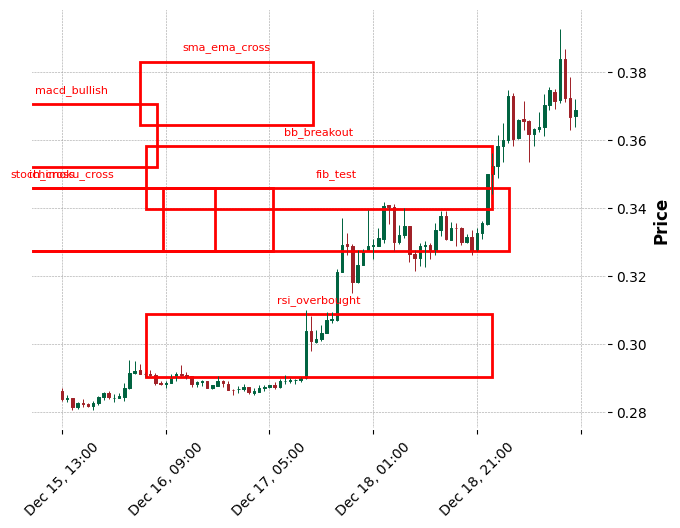 sma_ema_cross
macd_bullish
bb_breakout
fib_test
rsi_overbought
0.38
0.36
0.34
0.32
0.30
0.28
Price
Dec 15, 13:00
Dec 16, 09:00
Dec 17, 05:00
Dec 18, 01:00
Dec 18, 21:00